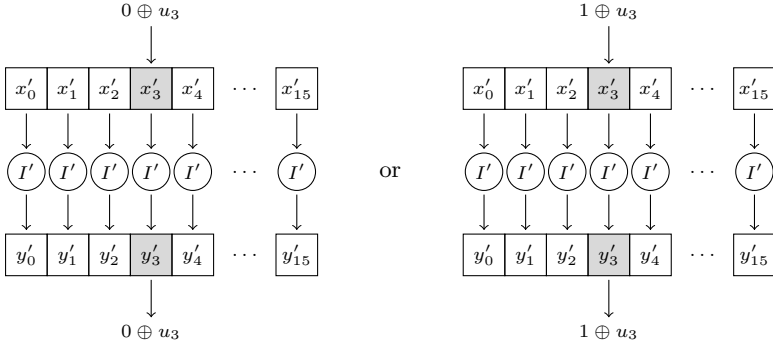 0 ⊕ u₃ 1 ⊕ u₃
x′₀ x′₁ x′₂ x′₃ x′₄ ⋯ x′₁₅ x′₀ x′₁ x′₂ x′₃ x′₄ ⋯ x′₁₅
I′ I′ I′ I′ I′ ⋯ I′ or I′ I′ I′ I′ I′ ⋯ I′
y′₀ y′₁ y′₂ y′₃ y′₄ ⋯ y′₁₅ y′₀ y′₁ y′₂ y′₃ y′₄ ⋯ y′₁₅
0 ⊕ u₃ 1 ⊕ u₃